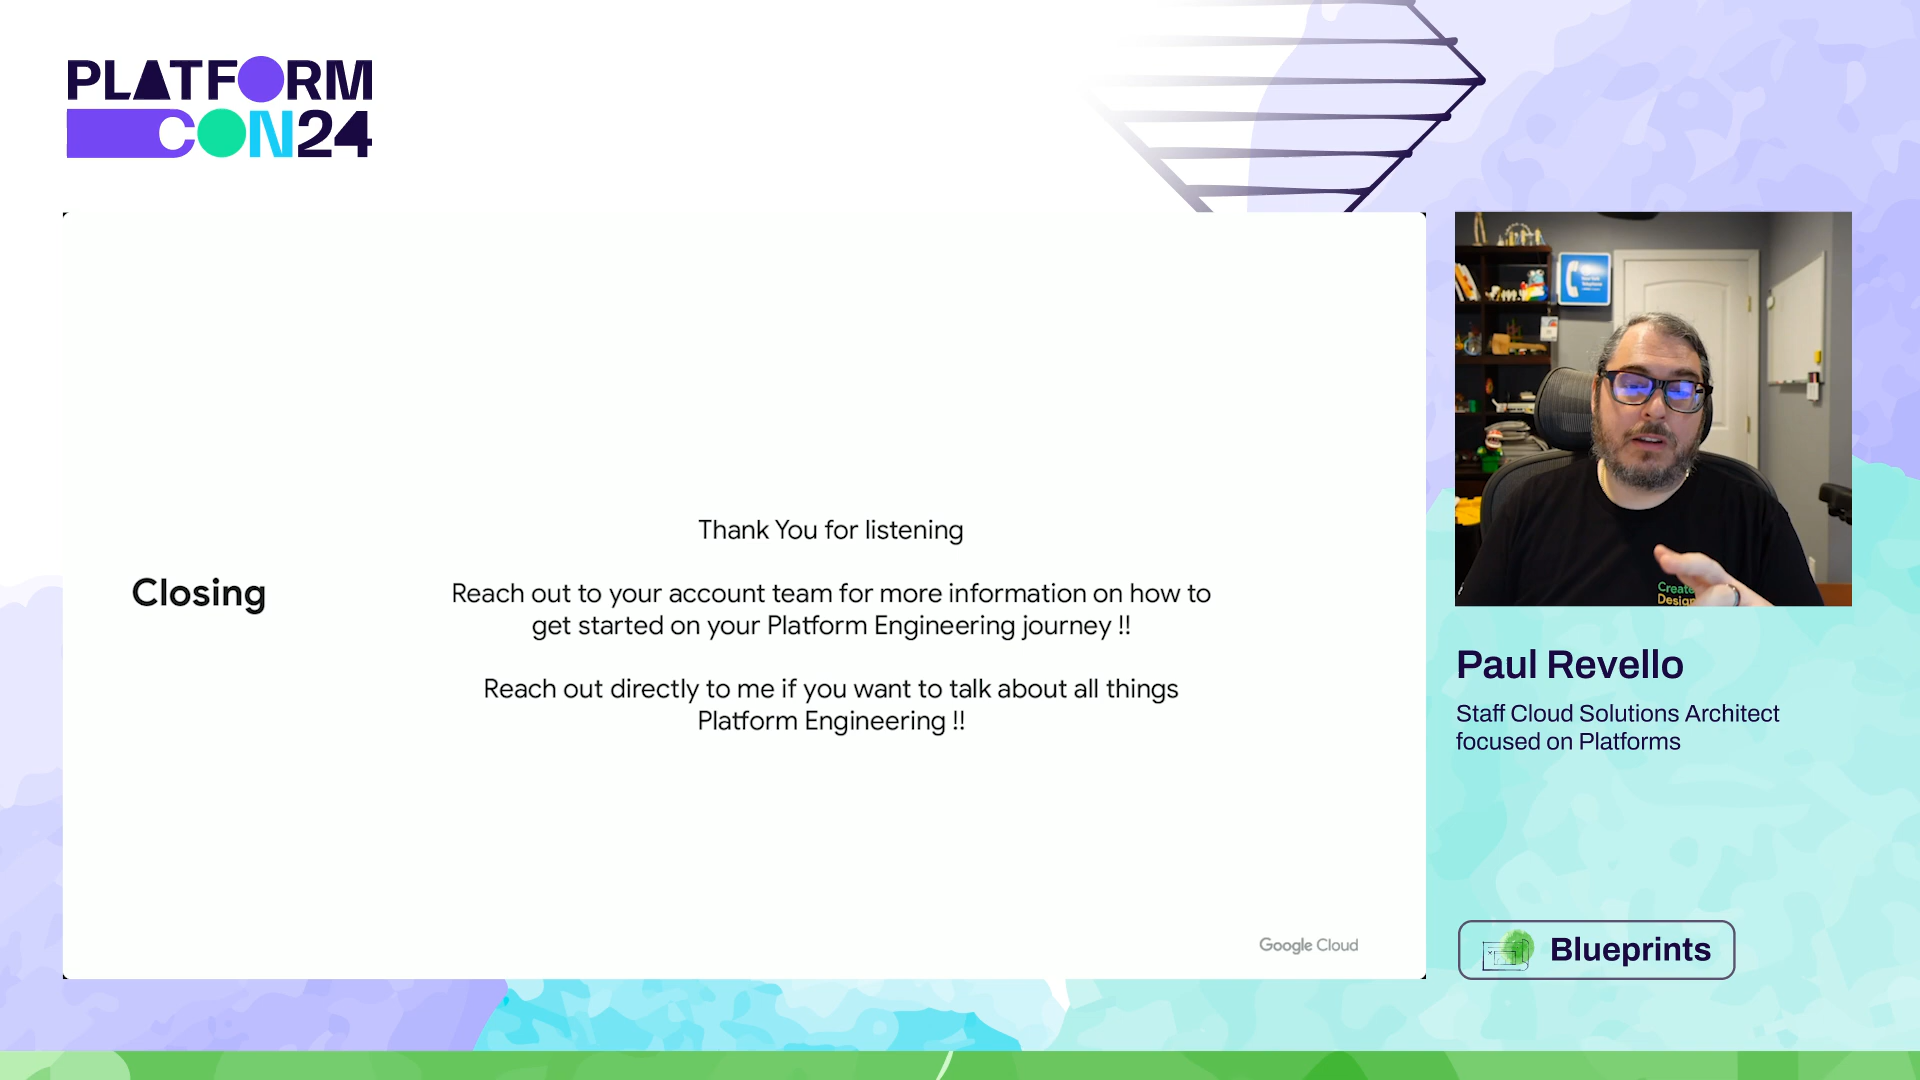 PLATFORM
CON24
Closing
Thank You for listening
Reach out to your account team for more information on how to
get started on your Platform Engineering journey !!
Reach out directly to me if you want to talk about all things
Platform Engineering !!
Google Cloud
Create
Design
Paul Revello
Staff Cloud Solutions Architect
focused on Platforms
Blueprints